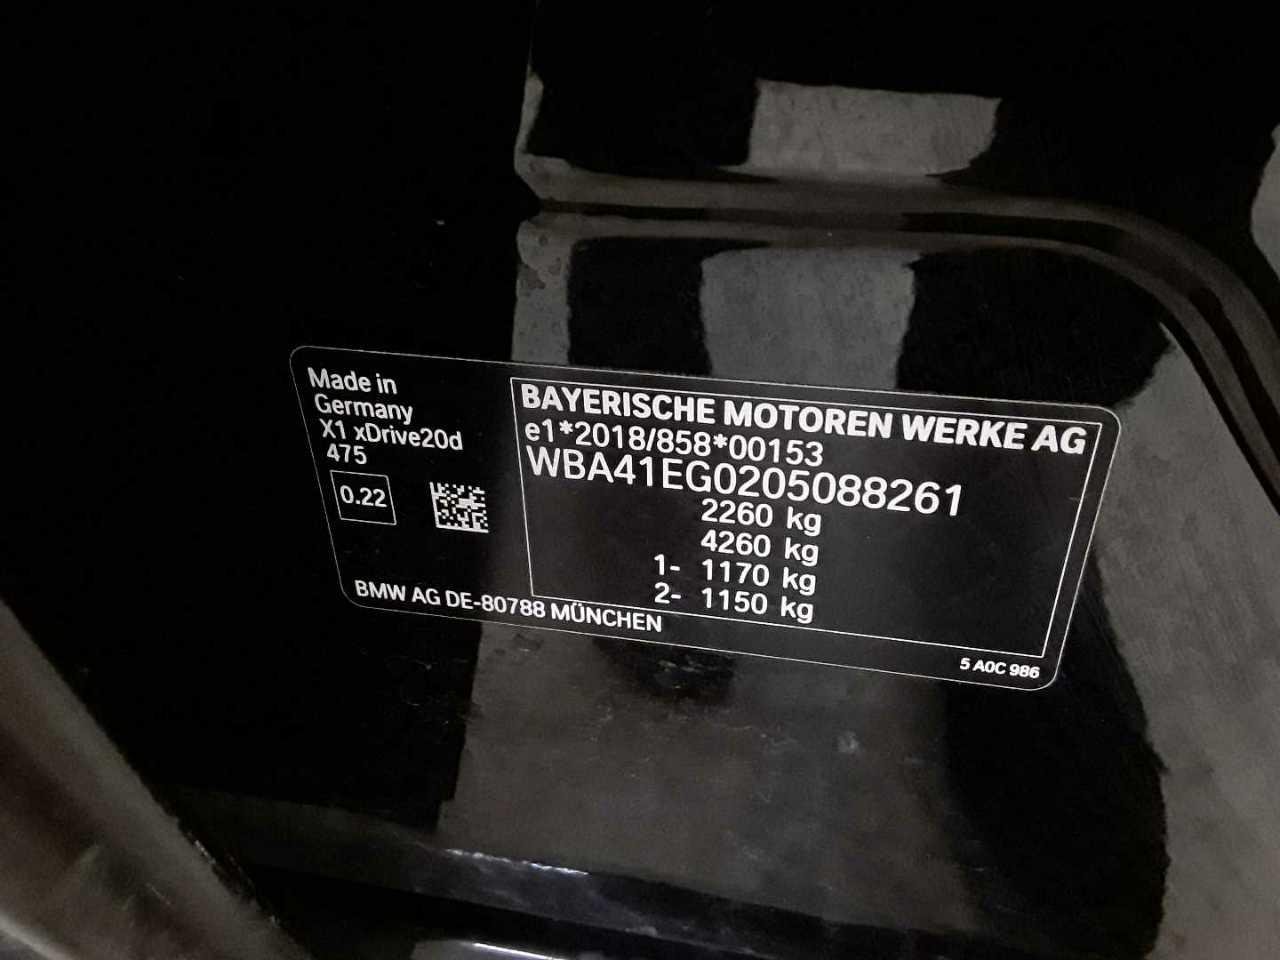 Made in
Germany
X1 xDrive20d
475
0.22
BAYERISCHE MOTOREN WERKE AG
e1*2018/858*00153
WBA41EG0205088261
2260 kg
4260 kg
1- 1170 kg
2- 1150 kg
BMW AG DE-80788 MÜNCHEN
5 A0C 986